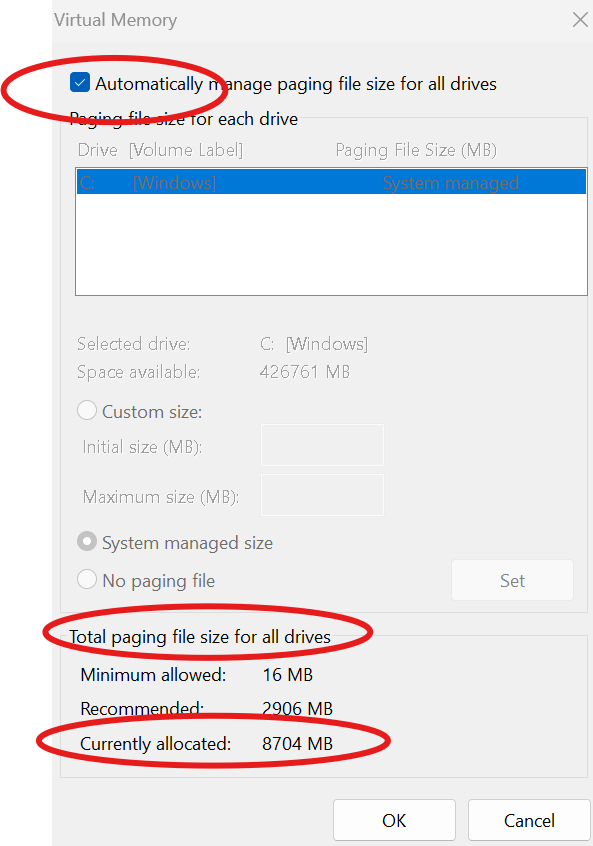 Virtual Memory
Automatically manage paging file size for all drives
Paging file size for each drive
Drive [Volume Label] Paging File Size (MB)
C: [Windows] System managed
Selected drive: C: [Windows]
Space available: 426761 MB
Custom size:
Initial size (MB):
Maximum size (MB):
System managed size
No paging file Set
Total paging file size for all drives
Minimum allowed: 16 MB
Recommended: 2906 MB
Currently allocated: 8704 MB
OK Cancel